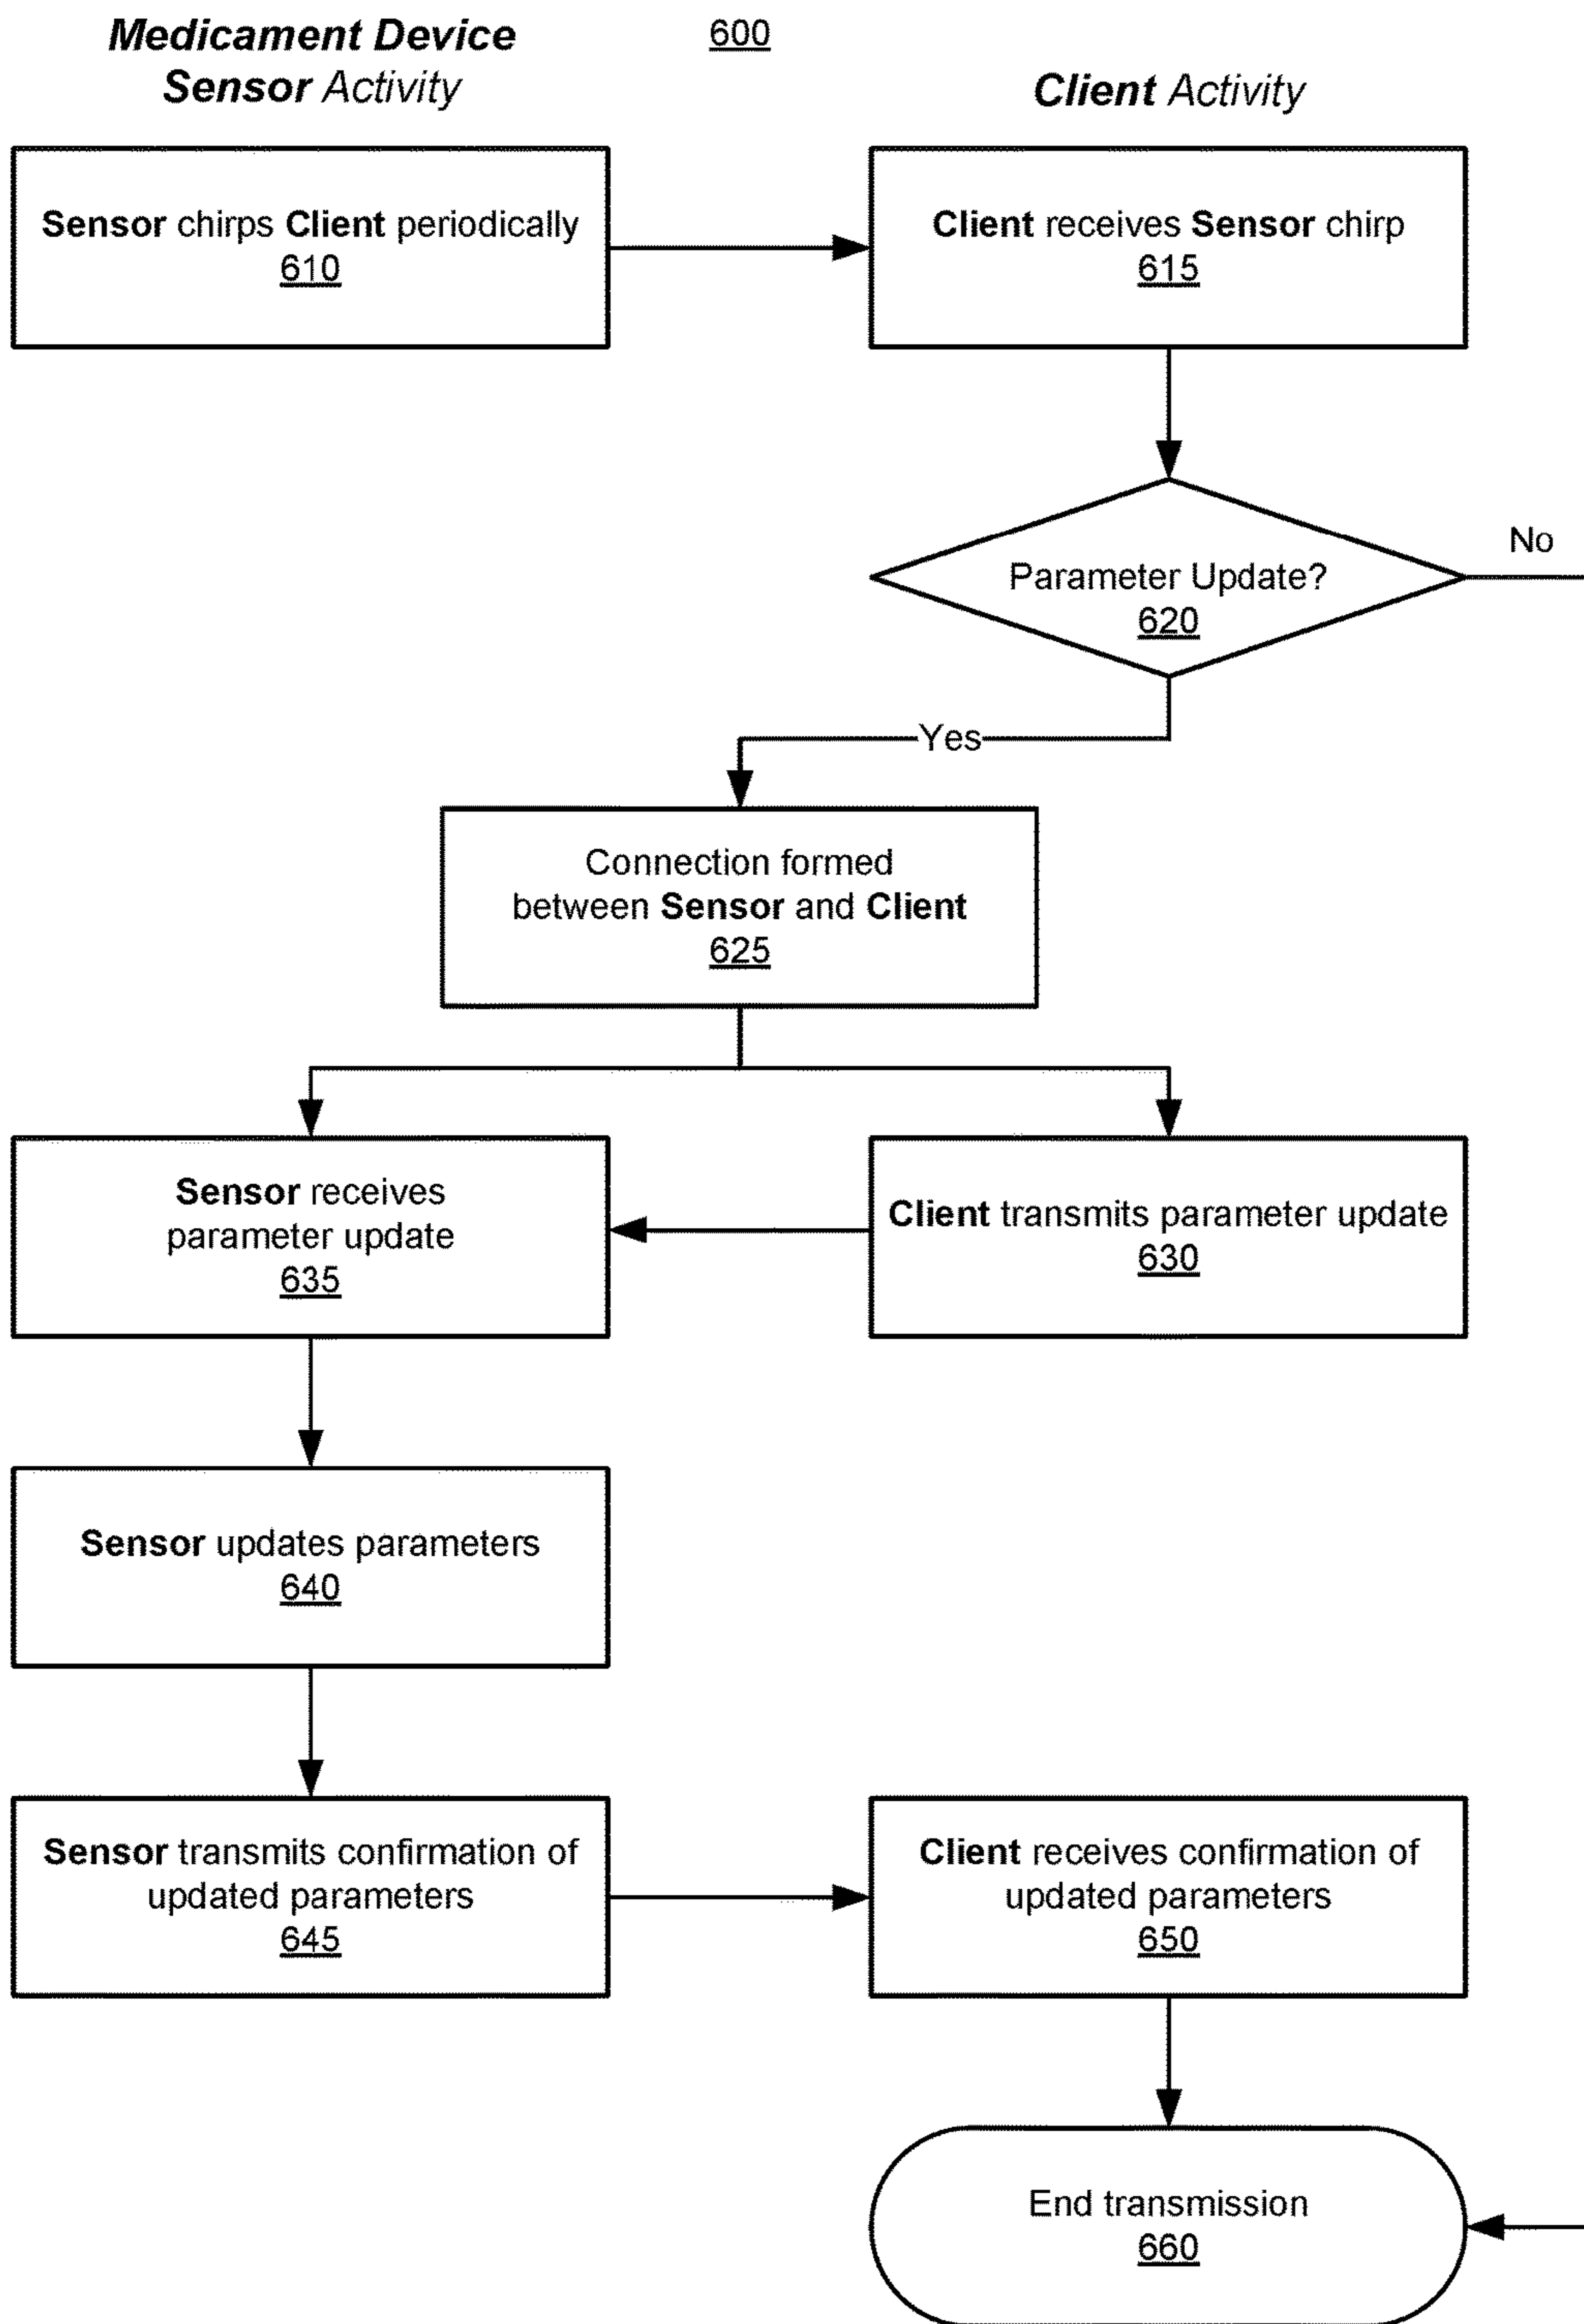 Medicament Device
Sensor Activity
600
Client Activity
Sensor chirps Client periodically
610
Client receives Sensor chirp
615
Parameter Update?
620
No
Yes
Connection formed
between Sensor and Client
625
Sensor receives
parameter update
635
Client transmits parameter update
630
Sensor updates parameters
640
Sensor transmits confirmation of
updated parameters
645
Client receives confirmation of
updated parameters
650
End transmission
660